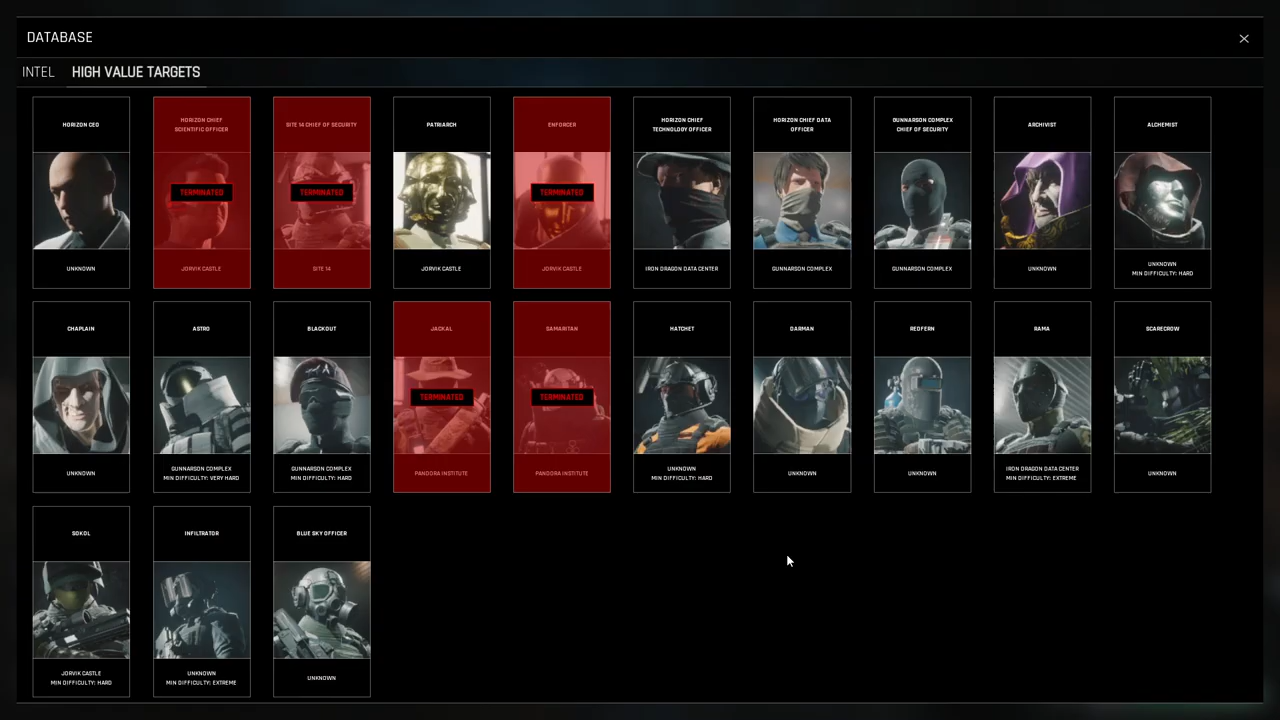 DATABASE
INTEL
HIGH VALUE TARGETS
HORIZON CEO
UNKNOWN
HORIZON CHIEF
SCIENTIFIC OFFICER
TERMINATED
JORVIK CASTLE
SITE 14 CHIEF OF SECURITY
TERMINATED
SITE 14
PATRIARCH
JORVIK CASTLE
ENFORCER
TERMINATED
JORVIK CASTLE
HORIZON CHIEF
TECHNOLOGY OFFICER
IRON DRAGON DATA CENTER
HORIZON CHIEF DATA
OFFICER
GUNNARSON COMPLEX
GUNNARSON COMPLEX
CHIEF OF SECURITY
GUNNARSON COMPLEX
ARCHIVIST
UNKNOWN
ALCHEMIST
UNKNOWN
MIN DIFFICULTY: HARD
CHAPLAIN
UNKNOWN
ASTRO
GUNNARSON COMPLEX
MIN DIFFICULTY: VERY HARD
BLACKOUT
GUNNARSON COMPLEX
MIN DIFFICULTY: HARD
JACKAL
TERMINATED
PANDORA INSTITUTE
SAMARITAN
TERMINATED
PANDORA INSTITUTE
HATCHET
UNKNOWN
MIN DIFFICULTY: HARD
DARMAN
UNKNOWN
REDFERN
UNKNOWN
RAMA
IRON DRAGON DATA CENTER
MIN DIFFICULTY: EXTREME
SCARECROW
UNKNOWN
SOKOL
JORVIK CASTLE
MIN DIFFICULTY: HARD
INFILTRATOR
UNKNOWN
MIN DIFFICULTY: EXTREME
BLUE SKY OFFICER
UNKNOWN